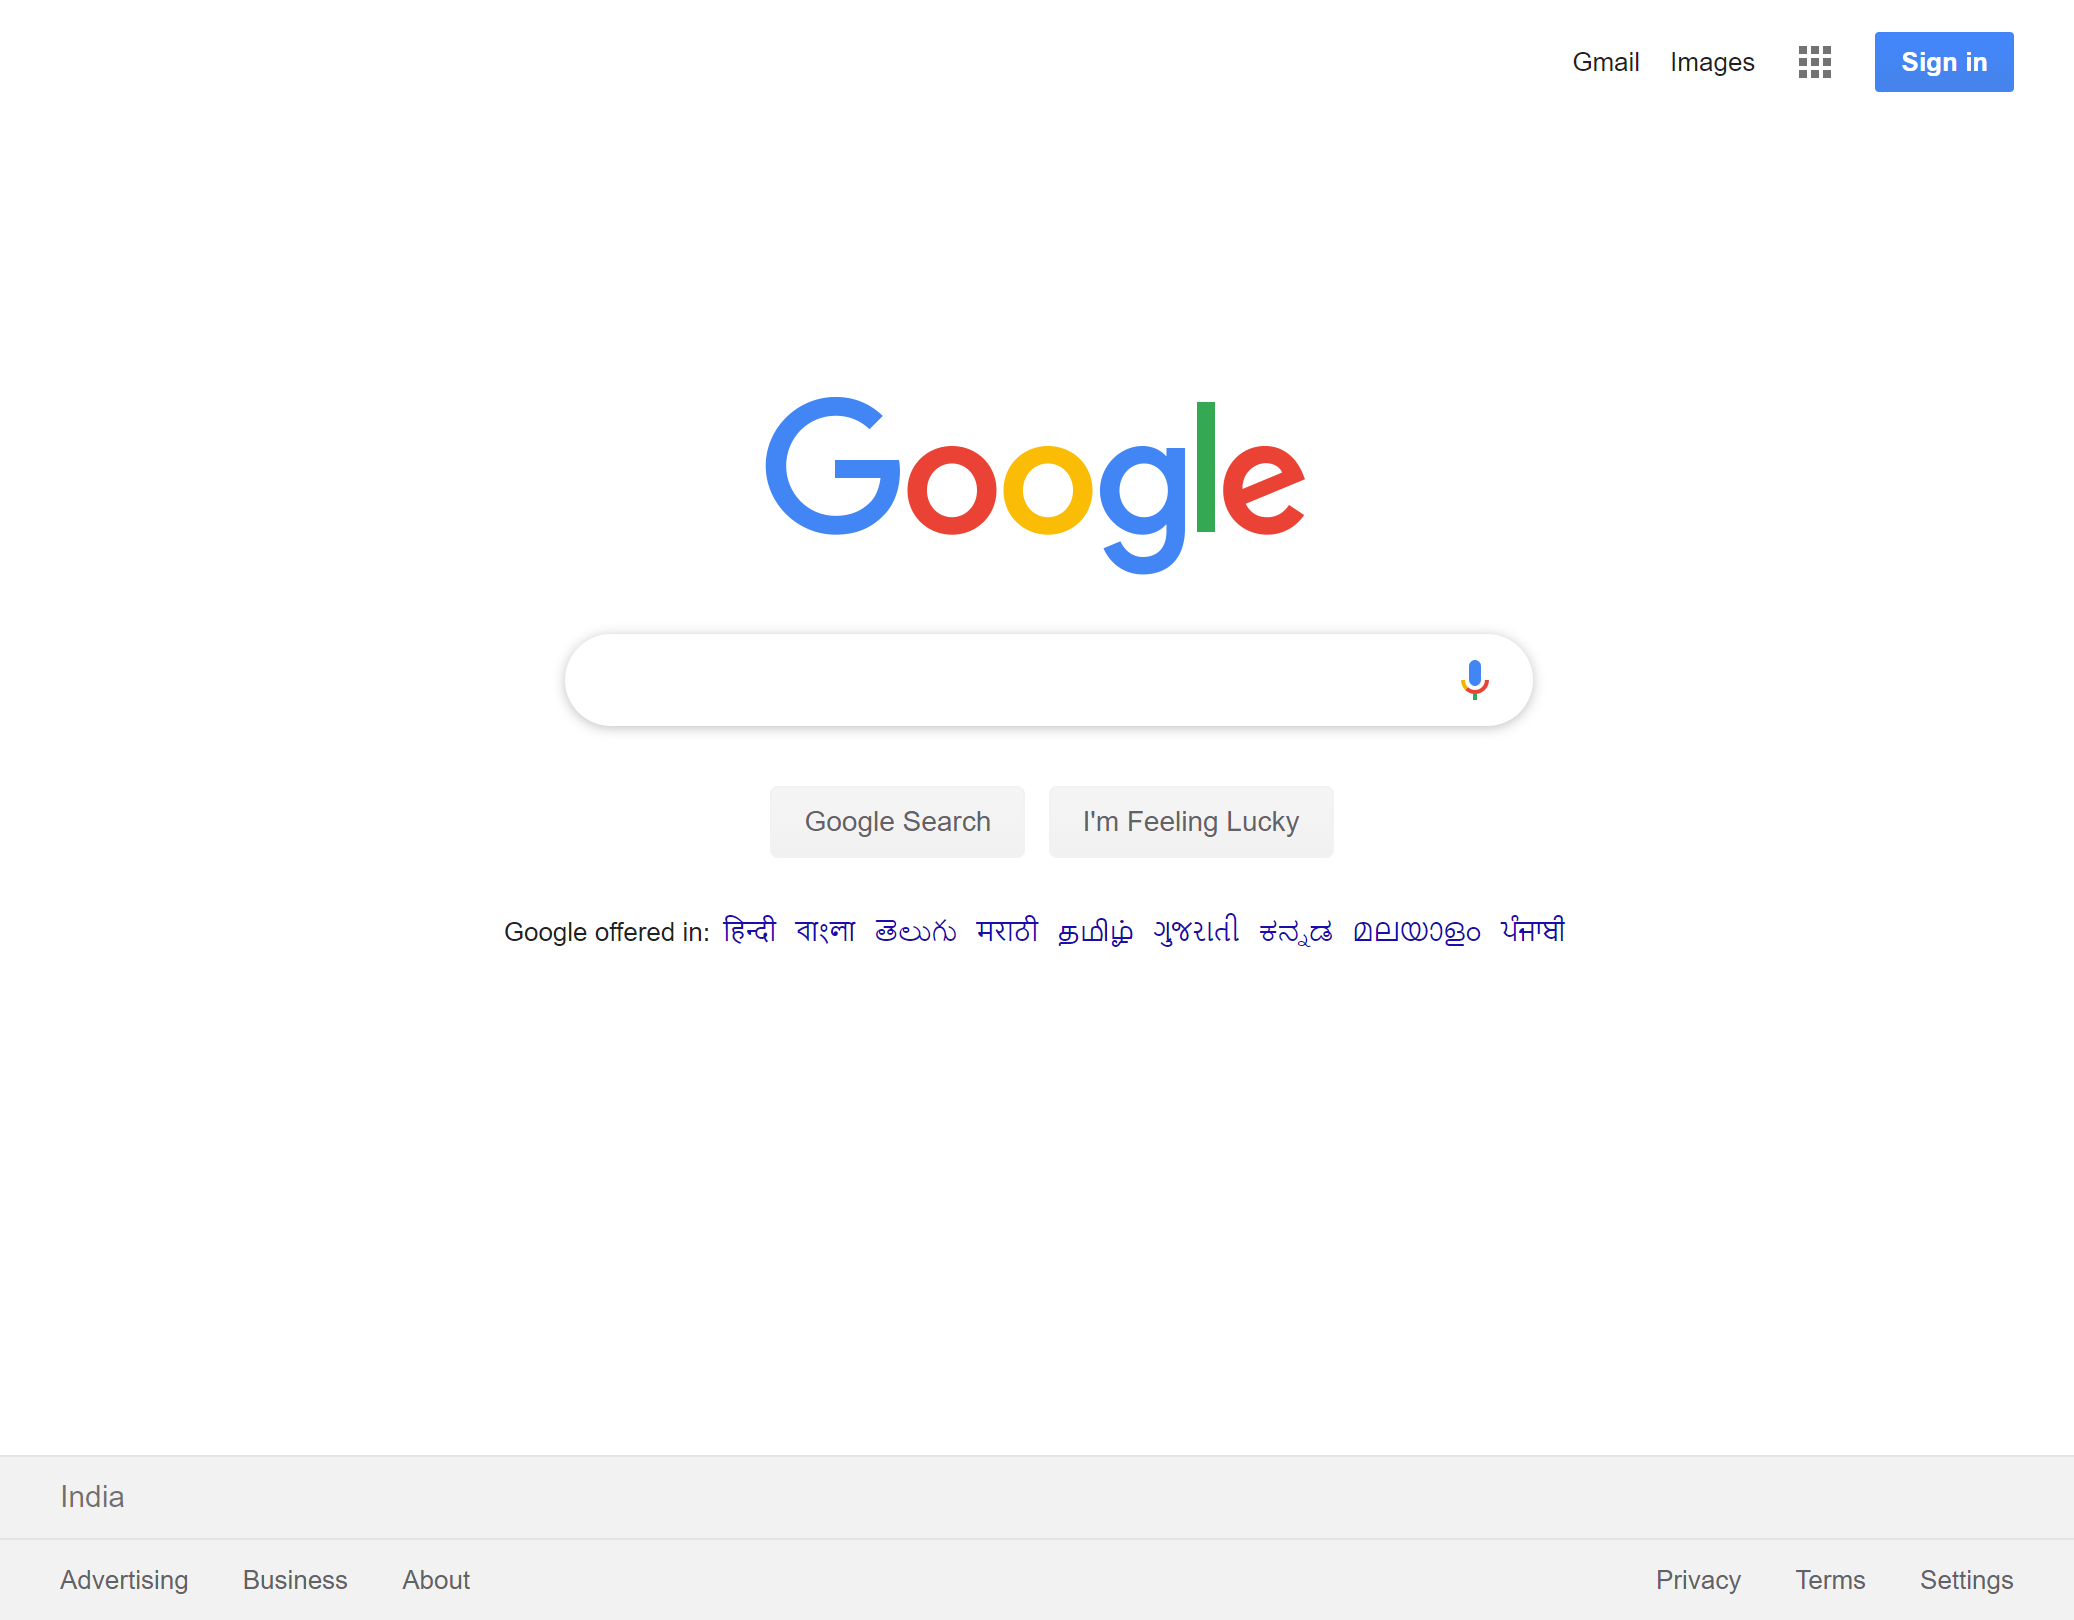 Gmail Images Sign in
Google
Google Search I'm Feeling Lucky
Google offered in: हिन्दी বাংলা తెలుగు मराठी தமிழ் ગુજરાતી ಕನ್ನಡ മലയാളം ਪੰਜਾਬੀ
India
Advertising Business About Privacy Terms Settings